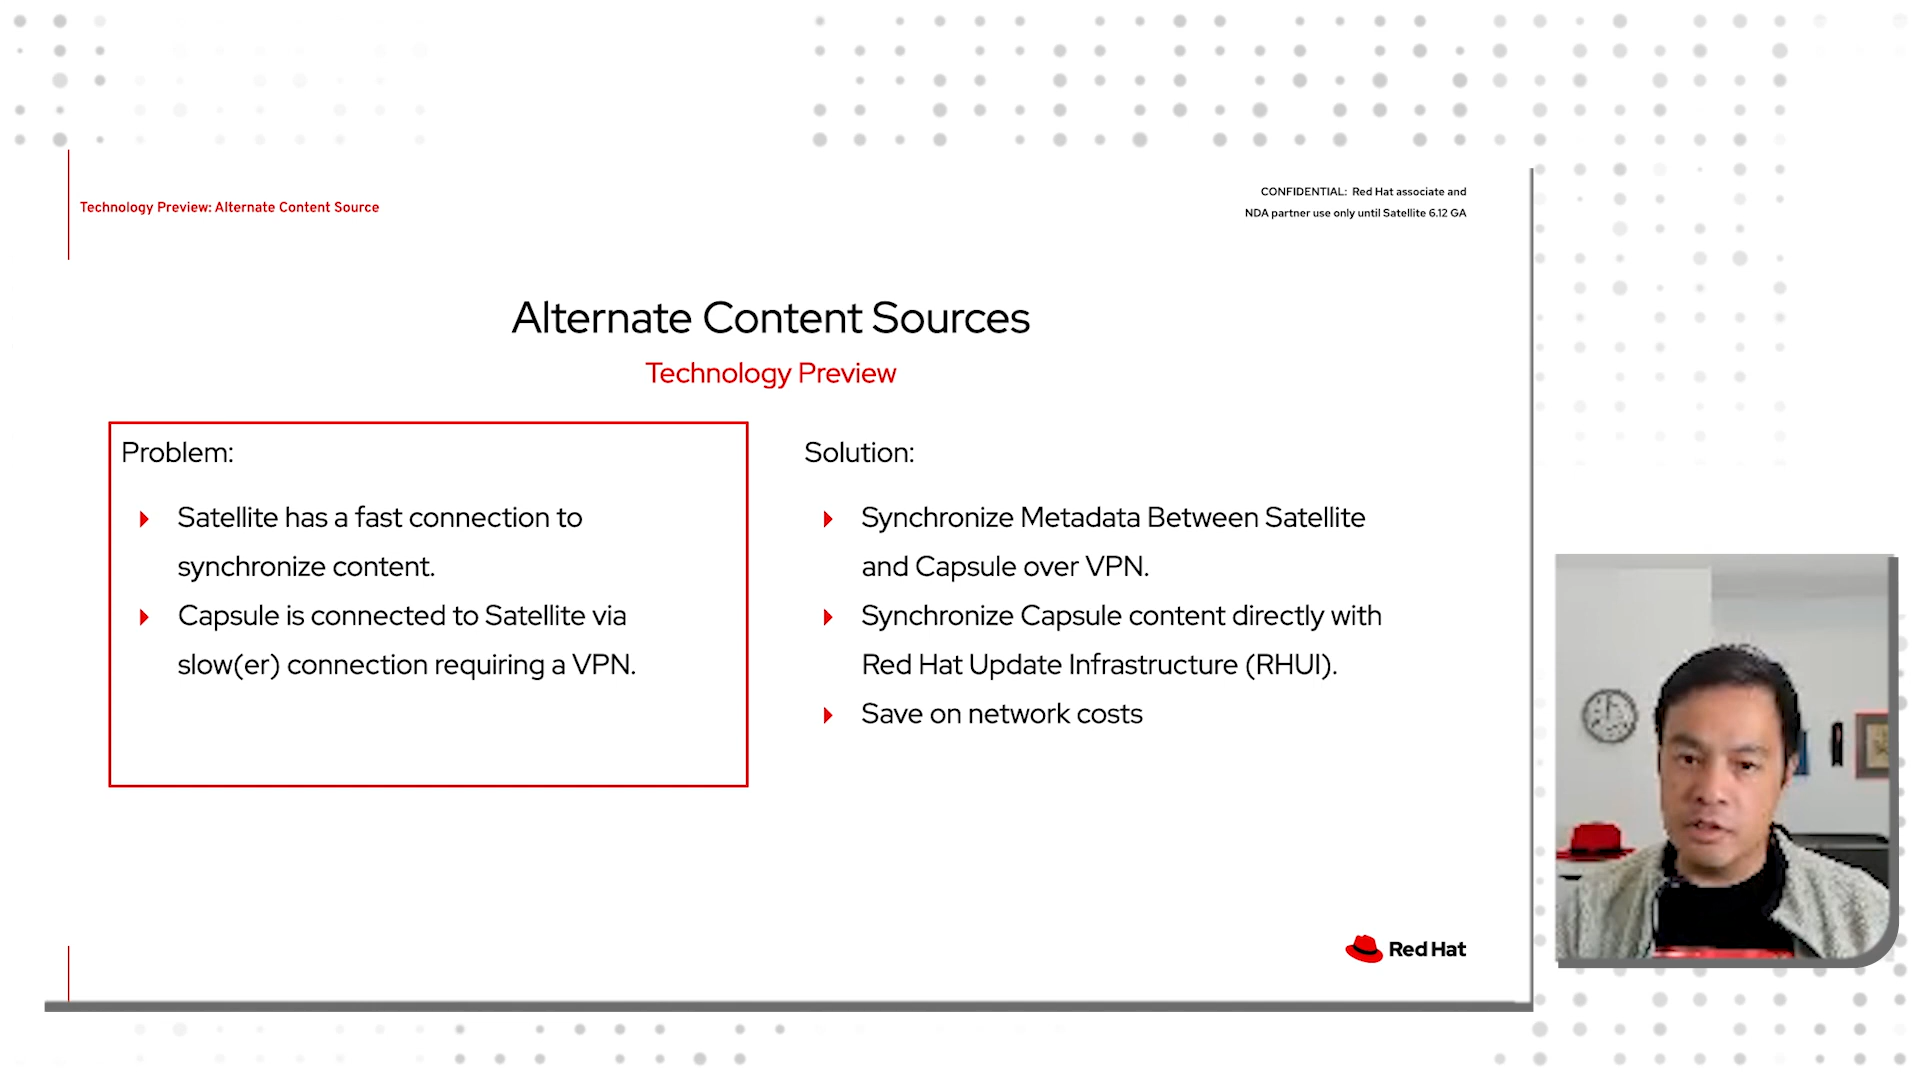 Technology Preview: Alternate Content Source
CONFIDENTIAL: Red Hat associate and
NDA partner use only until Satellite 6.12 GA
Alternate Content Sources
Technology Preview
Problem:
Satellite has a fast connection to
synchronize content.
Capsule is connected to Satellite via
slow(er) connection requiring a VPN.
Solution:
Synchronize Metadata Between Satellite
and Capsule over VPN.
Synchronize Capsule content directly with
Red Hat Update Infrastructure (RHUI).
Save on network costs
Red Hat